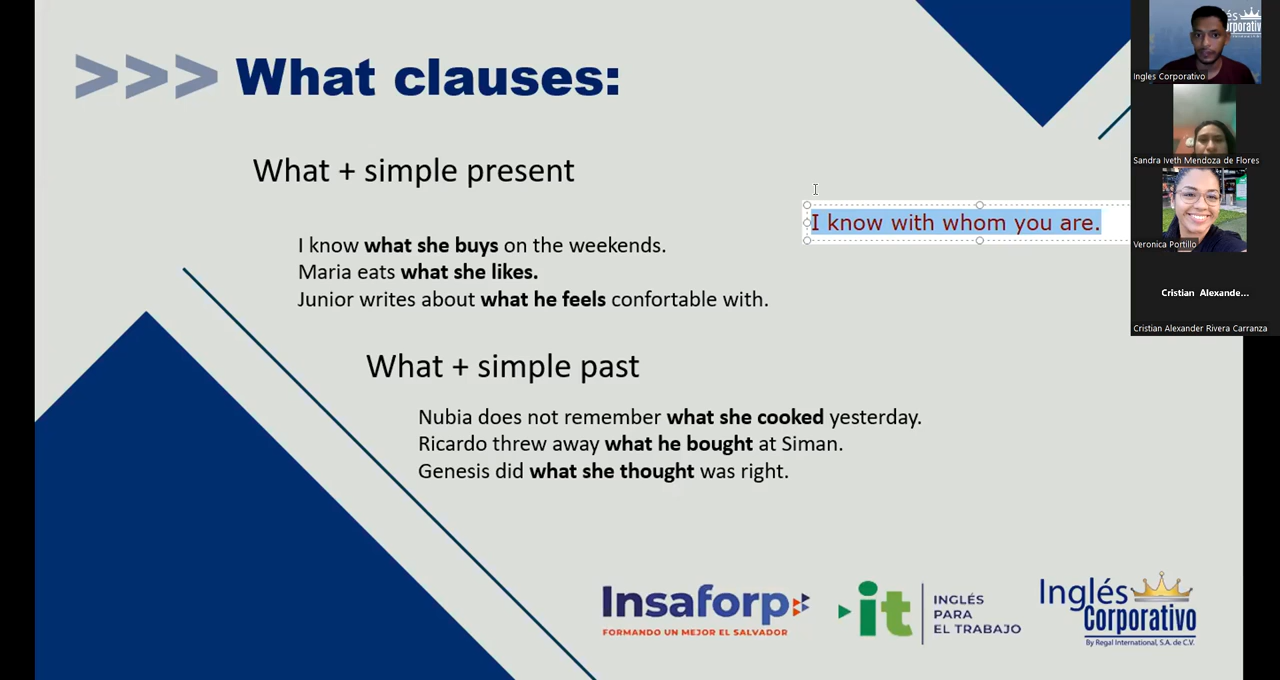 >>> What clauses:
What + simple present
I know with whom you are.
I know what she buys on the weekends.
Maria eats what she likes.
Junior writes about what he feels confortable with.
What + simple past
Nubia does not remember what she cooked yesterday.
Ricardo threw away what he bought at Siman.
Genesis did what she thought was right.
Insaforp
FORMANDO UN MEJOR EL SALVADOR
it
INGLÉS
PARA
EL TRABAJO
Inglés
Corporativo
By Regal International, S.A. de C.V.
Ingles Corporativo
Sandra Iveth Mendoza de Flores
Veronica Portillo
Cristian Alexande...
Cristian Alexander Rivera Carranza